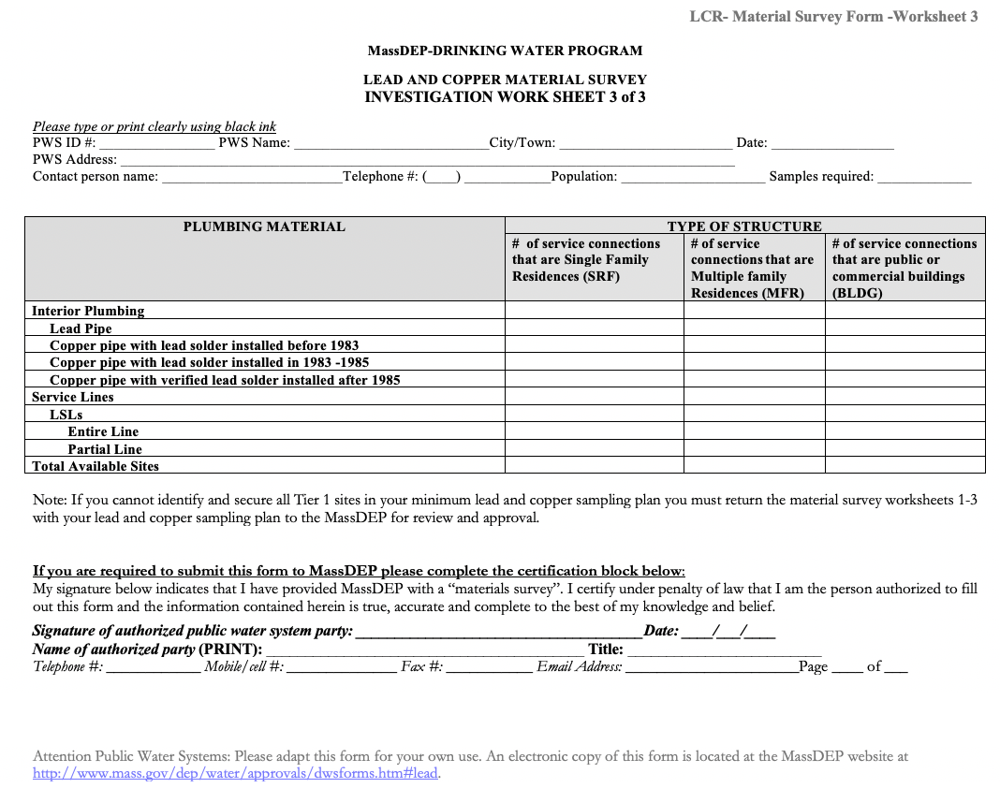 LCR- Material Survey Form -Worksheet 3
MassDEP-DRINKING WATER PROGRAM
LEAD AND COPPER MATERIAL SURVEY
INVESTIGATION WORK SHEET 3 of 3
Please type or print clearly using black ink
PWS ID #: ________________ PWS Name: ___________________________City/Town: ________________________ Date: _________________
PWS Address: _____________________________________________________________________________________
Contact person name: _________________________Telephone #: (____) ____________Population: ____________________ Samples required: _____________
PLUMBING MATERIAL
TYPE OF STRUCTURE
# of service connections
that are Single Family
Residences (SRF)
# of service
connections that are
Multiple family
Residences (MFR)
# of service connections
that are public or
commercial buildings
(BLDG)
Interior Plumbing
Lead Pipe
Copper pipe with lead solder installed before 1983
Copper pipe with lead solder installed in 1983 -1985
Copper pipe with verified lead solder installed after 1985
Service Lines
LSLs
Entire Line
Partial Line
Total Available Sites
Note: If you cannot identify and secure all Tier 1 sites in your minimum lead and copper sampling plan you must return the material survey worksheets 1-3
with your lead and copper sampling plan to the MassDEP for review and approval.
If you are required to submit this form to MassDEP please complete the certification block below:
My signature below indicates that I have provided MassDEP with a “materials survey”. I certify under penalty of law that I am the person authorized to fill
out this form and the information contained herein is true, accurate and complete to the best of my knowledge and belief.
Signature of authorized public water system party: _____________________________________Date: ____/___/____
Name of authorized party (PRINT): _________________________________________ Title: _________________________
Telephone #: ____________ Mobile/cell #: ______________ Fax #: ___________ Email Address: ______________________Page ____ of ___
Attention Public Water Systems: Please adapt this form for your own use. An electronic copy of this form is located at the MassDEP website at
http://www.mass.gov/dep/water/approvals/dwsforms.htm#lead.